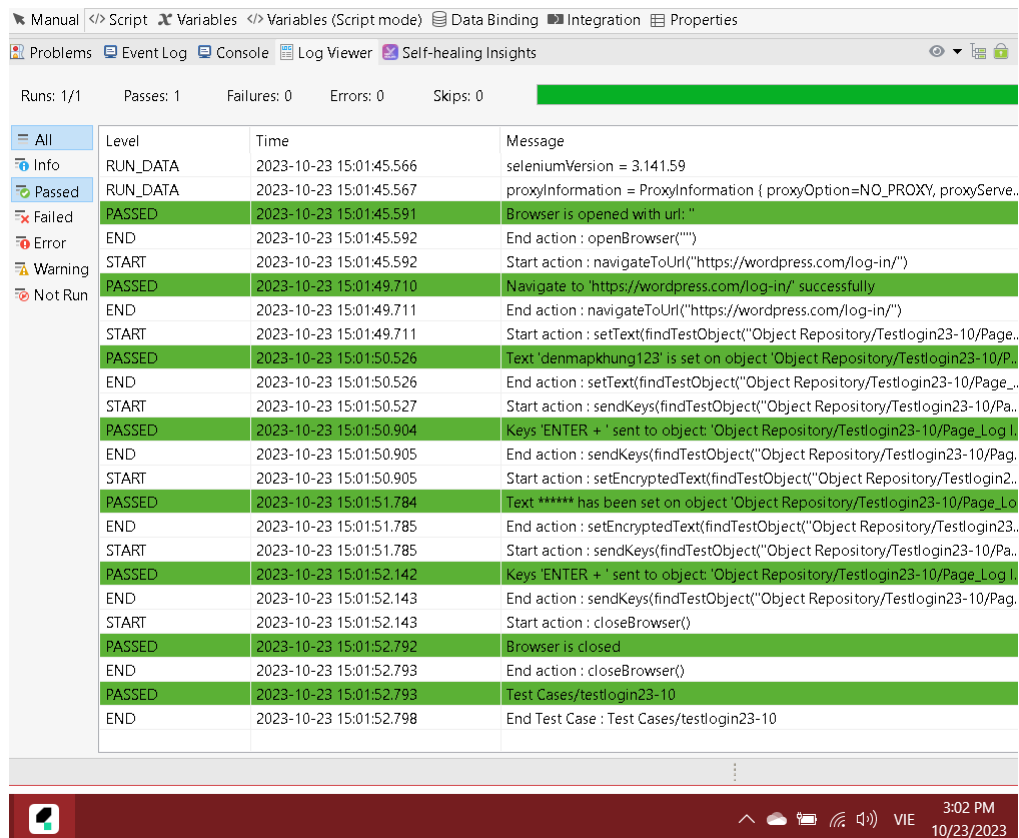 Manual Script Variables Variables (Script mode) Data Binding Integration Properties
Problems Event Log Console Log Viewer Self-healing Insights
Runs: 1/1 Passes: 1 Failures: 0 Errors: 0 Skips: 0
All
Info
Passed
Failed
Error
Warning
Not Run
Level Time Message
RUN_DATA 2023-10-23 15:01:45.566 seleniumVersion = 3.141.59
RUN_DATA 2023-10-23 15:01:45.567 proxyInformation = ProxyInformation { proxyOption=NO_PROXY, proxyServe...
PASSED 2023-10-23 15:01:45.591 Browser is opened with url: ''
END 2023-10-23 15:01:45.592 End action : openBrowser("")
START 2023-10-23 15:01:45.592 Start action : navigateToUrl("https://wordpress.com/log-in/")
PASSED 2023-10-23 15:01:49.710 Navigate to 'https://wordpress.com/log-in/' successfully
END 2023-10-23 15:01:49.711 End action : navigateToUrl("https://wordpress.com/log-in/")
START 2023-10-23 15:01:49.711 Start action : setText(findTestObject("Object Repository/Testlogin23-10/Page...
PASSED 2023-10-23 15:01:50.526 Text 'denmapkhung123' is set on object 'Object Repository/Testlogin23-10/P...
END 2023-10-23 15:01:50.526 End action : setText(findTestObject("Object Repository/Testlogin23-10/Page_...
START 2023-10-23 15:01:50.527 Start action : sendKeys(findTestObject("Object Repository/Testlogin23-10/Pa...
PASSED 2023-10-23 15:01:50.904 Keys 'ENTER + ' sent to object: 'Object Repository/Testlogin23-10/Page_Log I...
END 2023-10-23 15:01:50.905 End action : sendKeys(findTestObject("Object Repository/Testlogin23-10/Pag...
START 2023-10-23 15:01:50.905 Start action : setEncryptedText(findTestObject("Object Repository/Testlogin2...
PASSED 2023-10-23 15:01:51.784 Text ****** has been set on object 'Object Repository/Testlogin23-10/Page_Lo
END 2023-10-23 15:01:51.785 End action : setEncryptedText(findTestObject("Object Repository/Testlogin23...
START 2023-10-23 15:01:51.785 Start action : sendKeys(findTestObject("Object Repository/Testlogin23-10/Pa...
PASSED 2023-10-23 15:01:52.142 Keys 'ENTER + ' sent to object: 'Object Repository/Testlogin23-10/Page_Log I...
END 2023-10-23 15:01:52.143 End action : sendKeys(findTestObject("Object Repository/Testlogin23-10/Pag...
START 2023-10-23 15:01:52.143 Start action : closeBrowser()
PASSED 2023-10-23 15:01:52.792 Browser is closed
END 2023-10-23 15:01:52.793 End action : closeBrowser()
PASSED 2023-10-23 15:01:52.793 Test Cases/testlogin23-10
END 2023-10-23 15:01:52.798 End Test Case : Test Cases/testlogin23-10
VIE 3:02 PM
10/23/2023